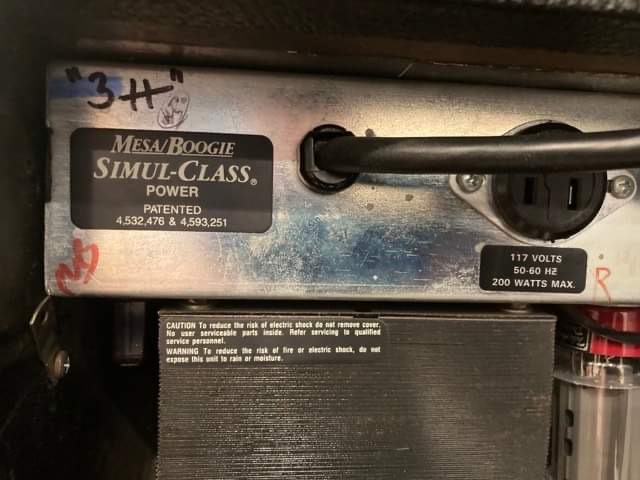 "3#"
MESA/BOOGIE
SIMUL-CLASS®
POWER
PATENTED
4,532,476 & 4,593,251
117 VOLTS
50-60 HZ
200 WATTS MAX.
R
CAUTION To reduce the risk of electric shock do not remove cover.
No user serviceable parts inside. Refer servicing to qualified
service personnel.
WARNING To reduce the risk of fire or electric shock, do not
expose this unit to rain or moisture.